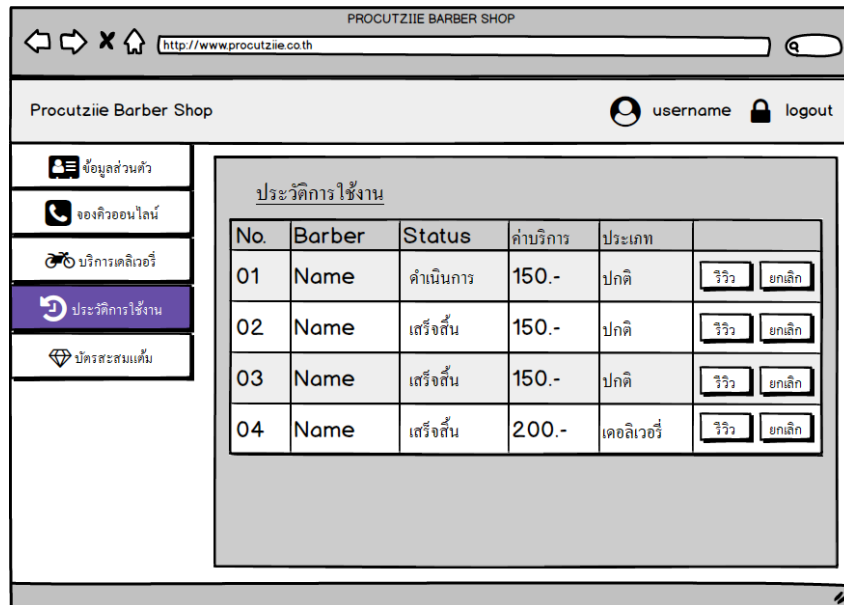 PROCUTZIIE BARBER SHOP
http://www.procutziie.co.th
Procutziie Barber Shop
username
logout
ข้อมูลส่วนตัว
จองคิวออนไลน์
บริการเดลิเวอรี่
ประวัติการใช้งาน
บัตรสะสมแต้ม
ประวัติการใช้งาน
No. Barber Status ค่าบริการ ประเภท
01 Name ดำเนินการ 150.- ปกติ รีวิว ยกเลิก
02 Name เสร็จสิ้น 150.- ปกติ รีวิว ยกเลิก
03 Name เสร็จสิ้น 150.- ปกติ รีวิว ยกเลิก
04 Name เสร็จสิ้น 200.- เดอลิเวอรี่ รีวิว ยกเลิก